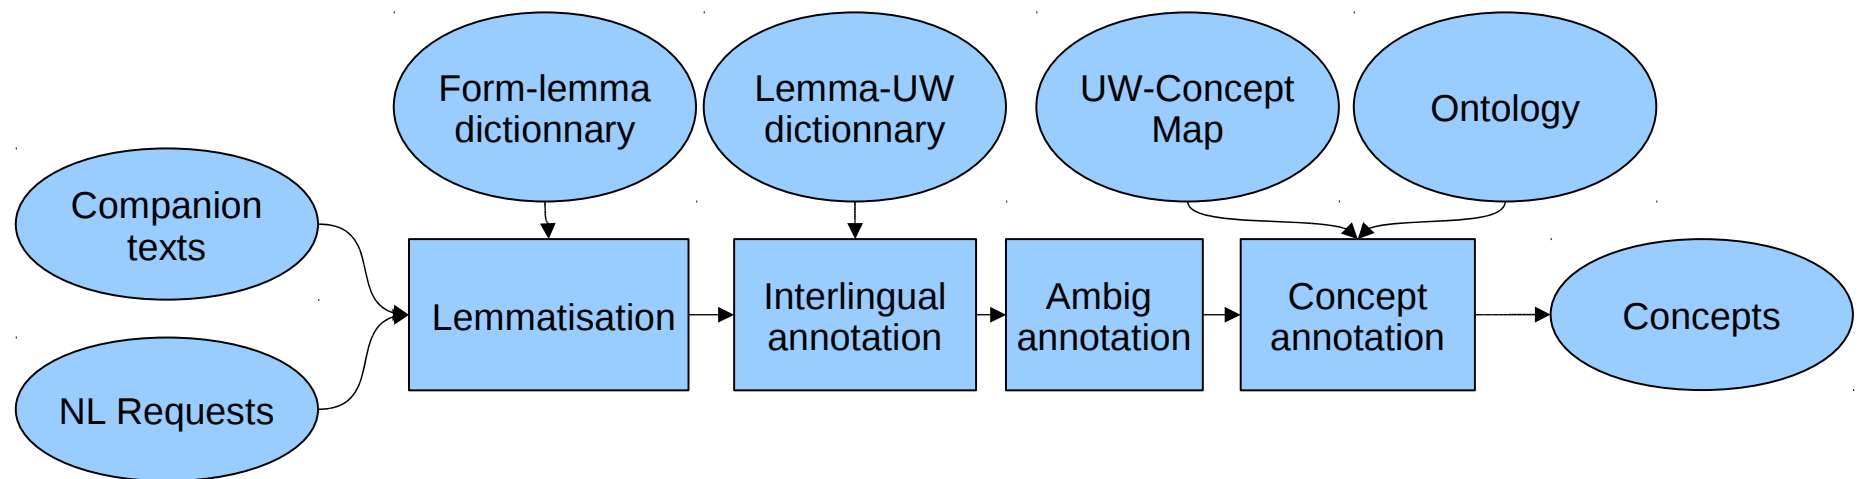 Form-lemma
dictionnary
Lemma-UW
dictionnary
UW-Concept
Map
Ontology
Companion
texts
NL Requests
Lemmatisation
Interlingual
annotation
Ambig
annotation
Concept
annotation
Concepts